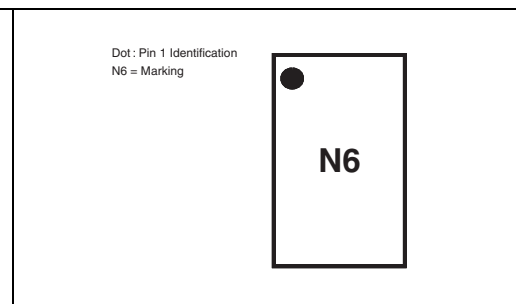 Dot : Pin 1 Identification
N6 = Marking
N6